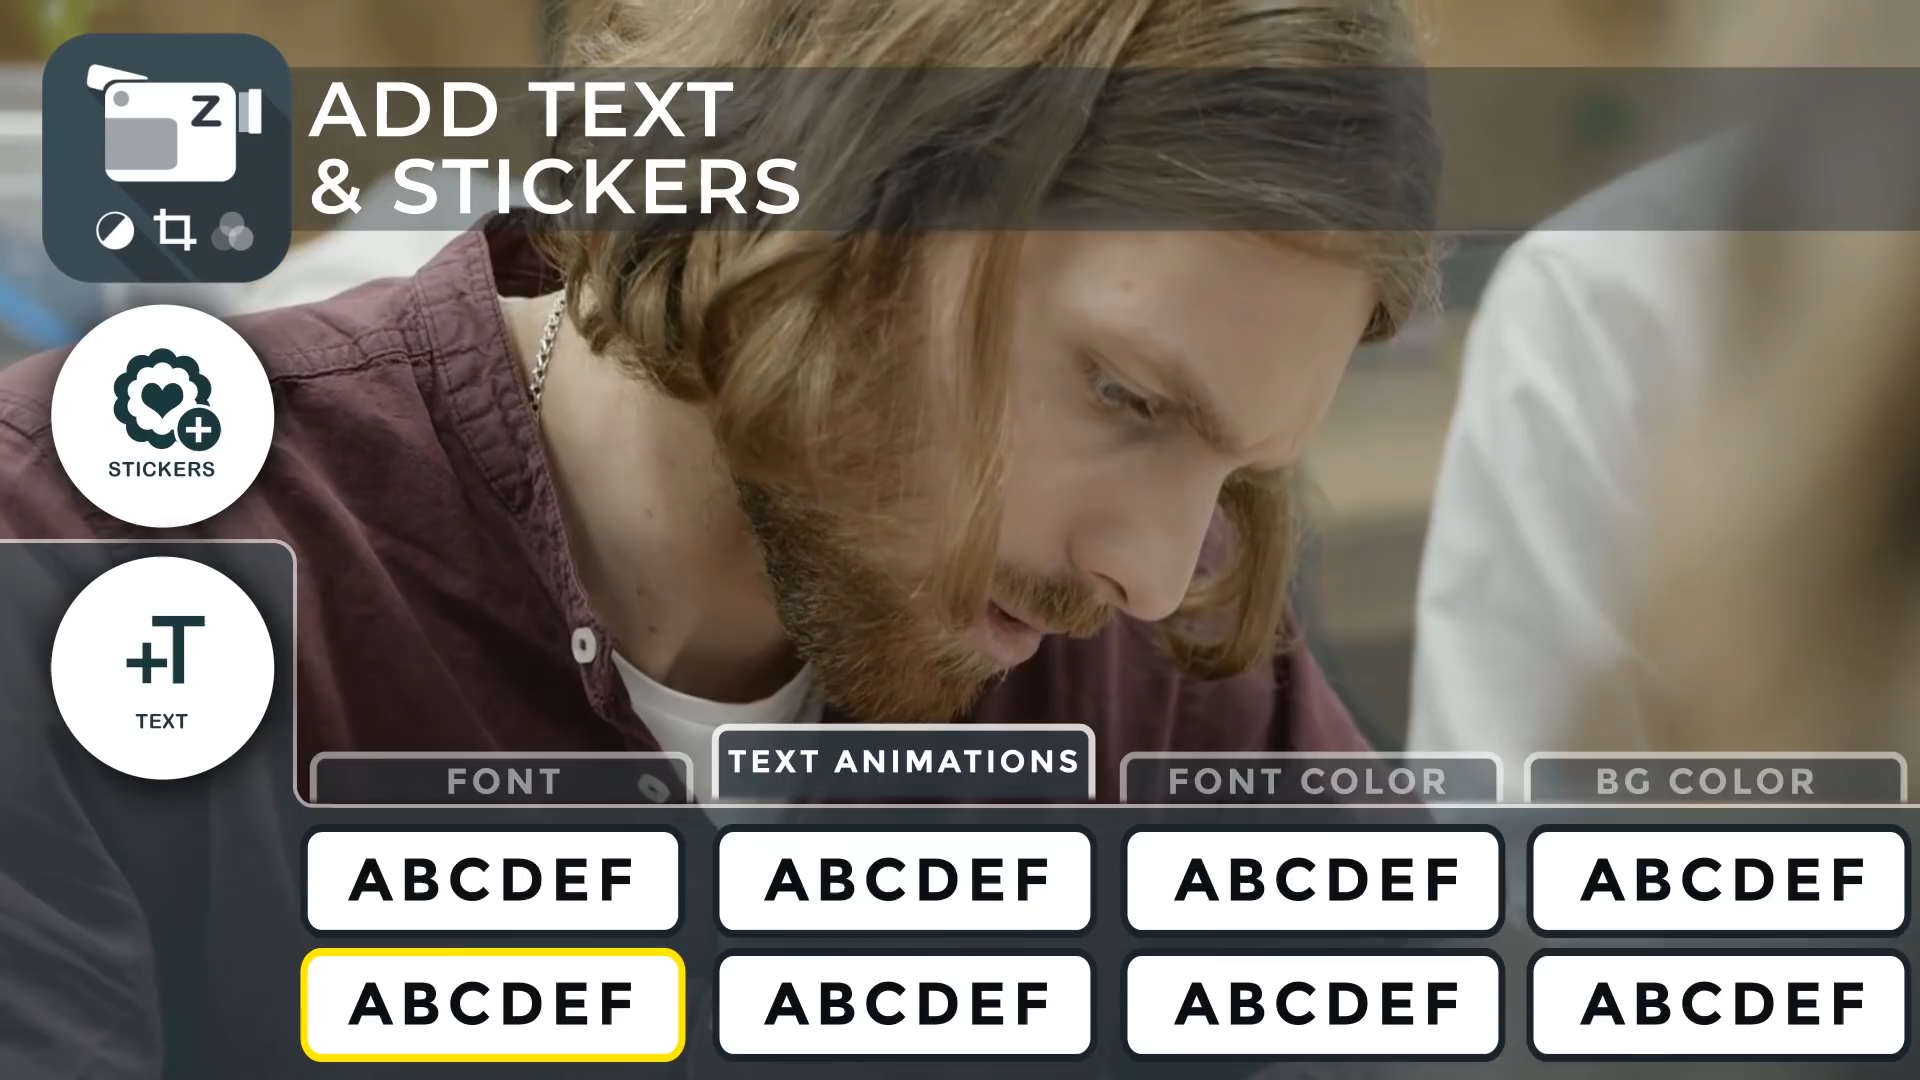 Z
ADD TEXT
& STICKERS
STICKERS
+T
TEXT
FONT
TEXT ANIMATIONS
FONT COLOR
BG COLOR
ABCDEF
ABCDEF
ABCDEF
ABCDEF
ABCDEF
ABCDEF
ABCDEF
ABCDEF